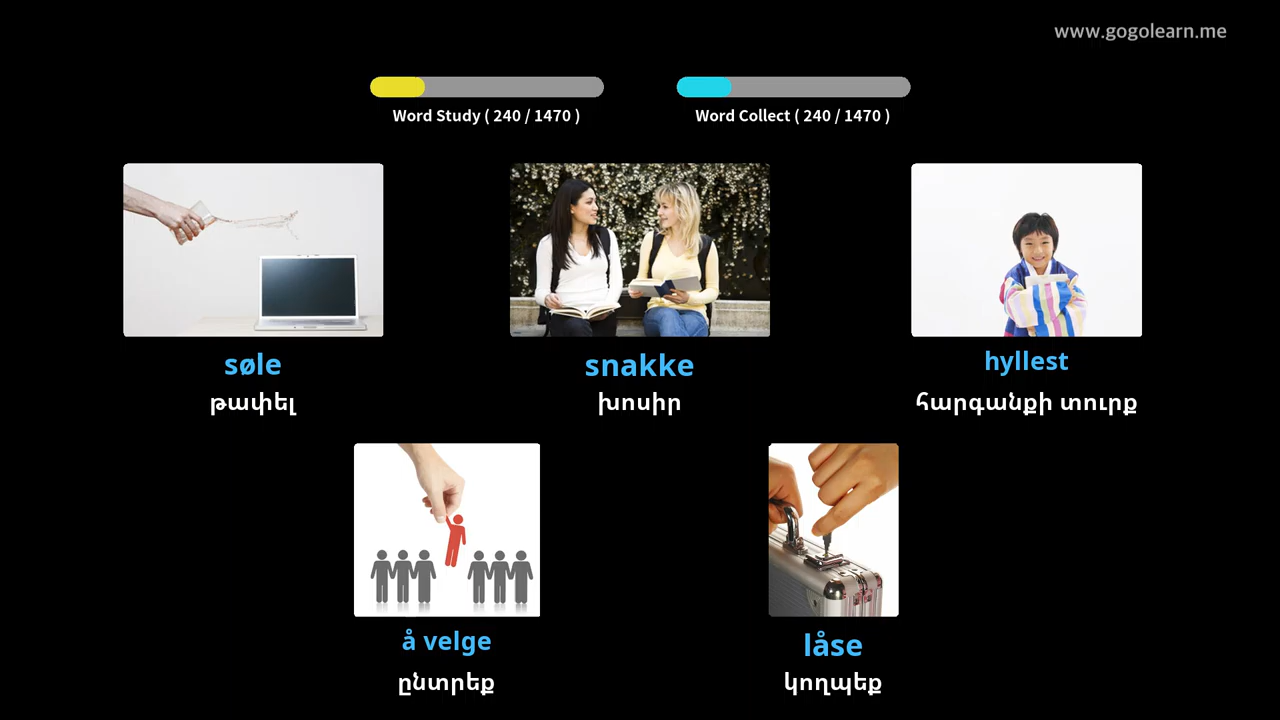 www.gogolearn.me
Word Study ( 240 / 1470 )
Word Collect ( 240 / 1470 )
søle
թափել
snakke
խոսիր
hyllest
հարգանքի տուրք
å velge
ընտրեք
låse
կողպեք